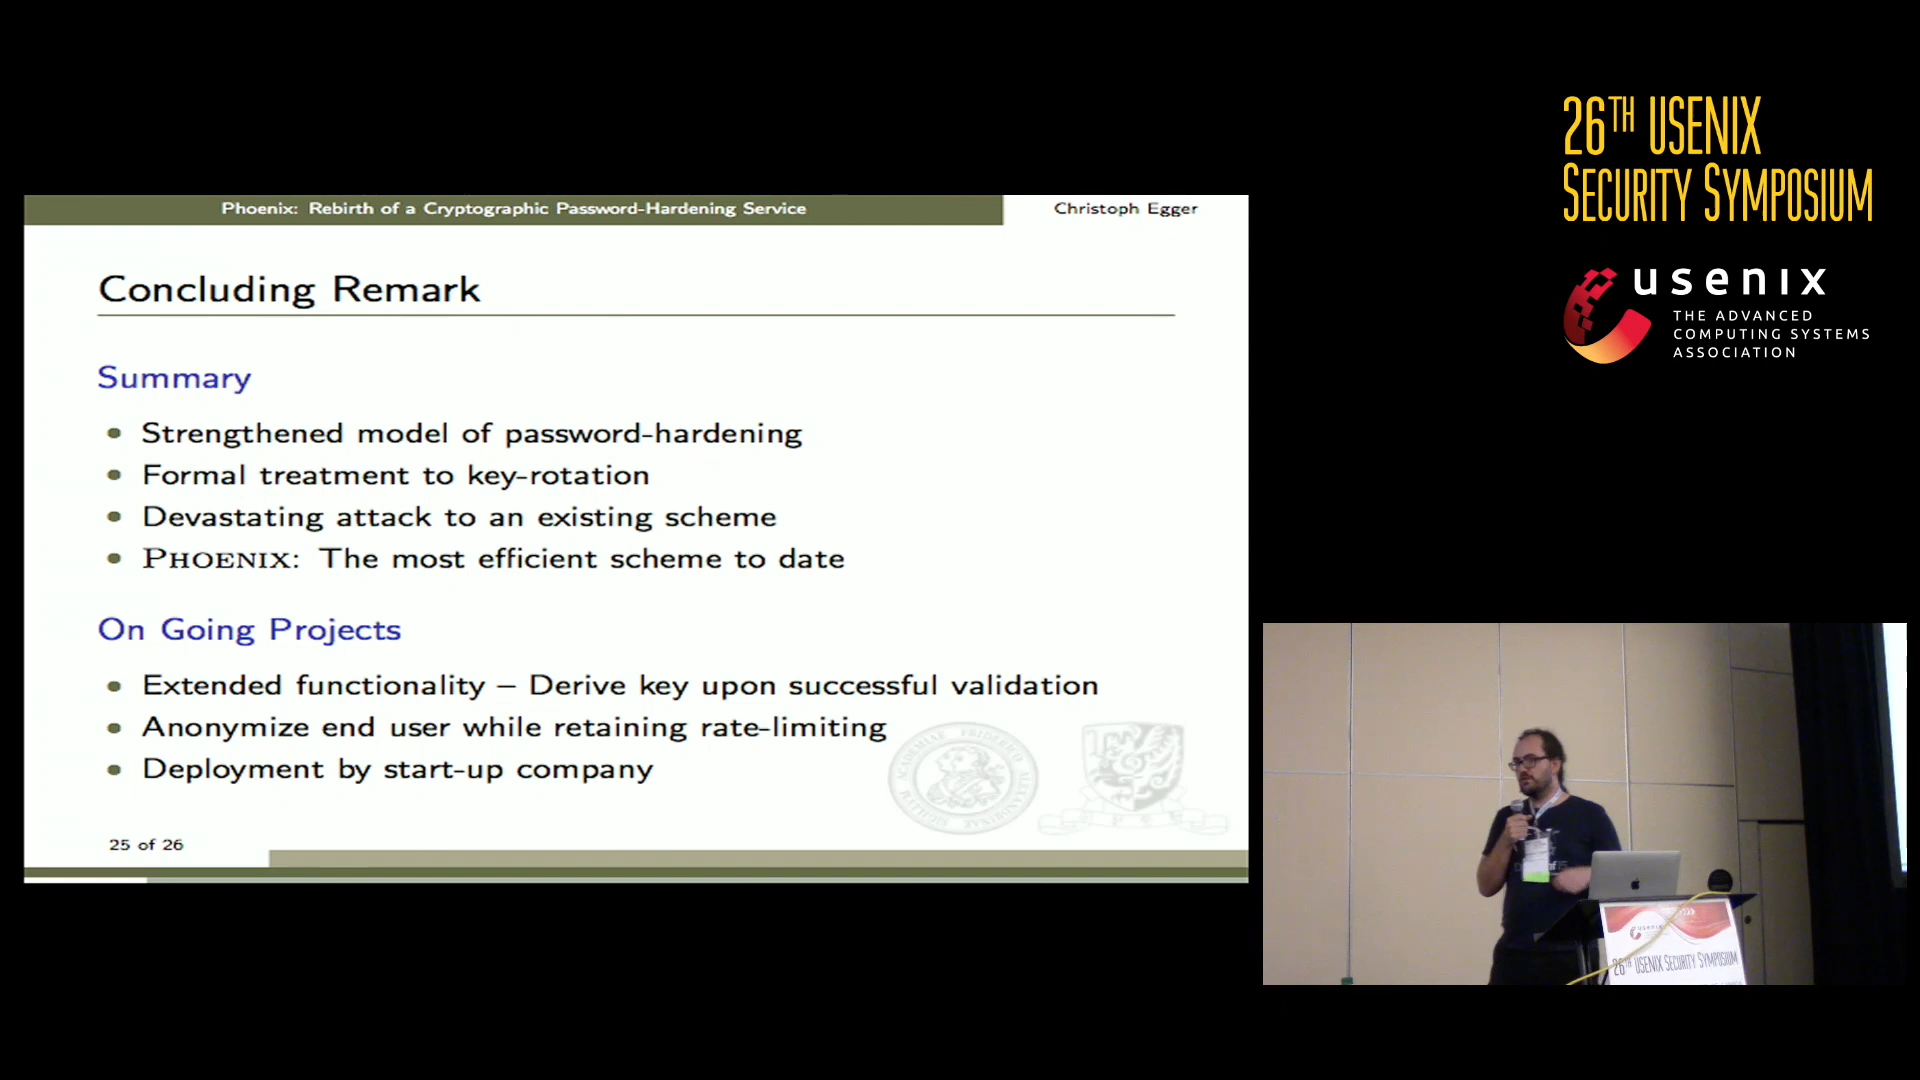 26TH USENIX
SECURITY SYMPOSIUM
usenix
THE ADVANCED
COMPUTING SYSTEMS
ASSOCIATION
Phoenix: Rebirth of a Cryptographic Password-Hardening Service
Christoph Egger
Concluding Remark
Summary
• Strengthened model of password-hardening
• Formal treatment to key-rotation
• Devastating attack to an existing scheme
• PHOENIX: The most efficient scheme to date
On Going Projects
• Extended functionality – Derive key upon successful validation
• Anonymize end user while retaining rate-limiting
• Deployment by start-up company
25 of 26
usenix
26TH USENIX SECURITY SYMPOSIUM